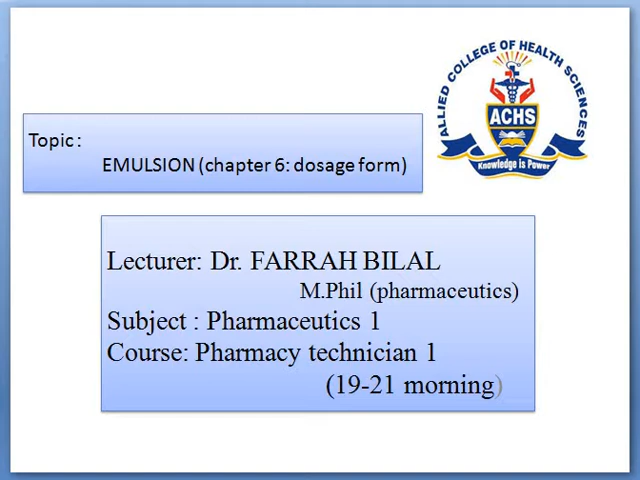 ALLIED COLLEGE OF HEALTH SCIENCES
ACHS
Knowledge is Power
Topic :
EMULSION (chapter 6: dosage form)
Lecturer: Dr. FARRAH BILAL
M.Phil (pharmaceutics)
Subject : Pharmaceutics 1
Course: Pharmacy technician 1
(19-21 morning)